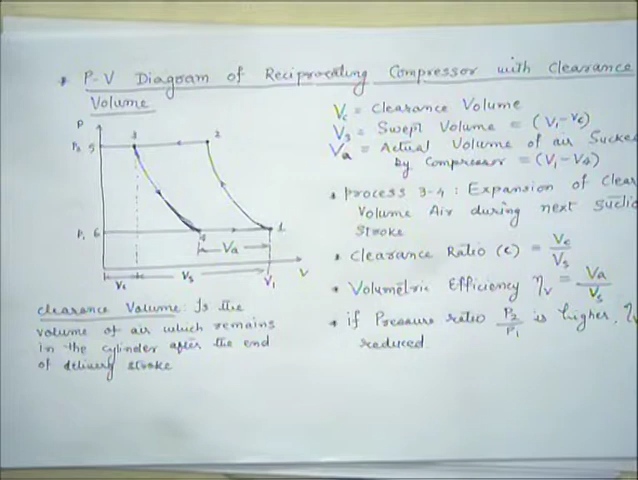 * P-V Diagram of Reciprocating Compressor with Clearance
Volume
P
P₂ 5 3 2
P₁ 6 4 1
Va
Vc Vs V₁ V
Clearance Volume: Is the
volume of air which remains
in the cylinder after the end
of delivery stroke
Vc = Clearance Volume
Vs = Swept Volume = (V₁-Vc)
Va = Actual Volume of air Sucked
by Compressor = (V₁-V₄)
* Process 3-4: Expansion of Clear
Volume Air during next Suctio
Stroke
* Clearance Ratio (c) = Vc/Vs
* Volumetric Efficiency ηv = Va/Vs
* if Pressure ratio P₂/P₁ is higher, ηv
reduced